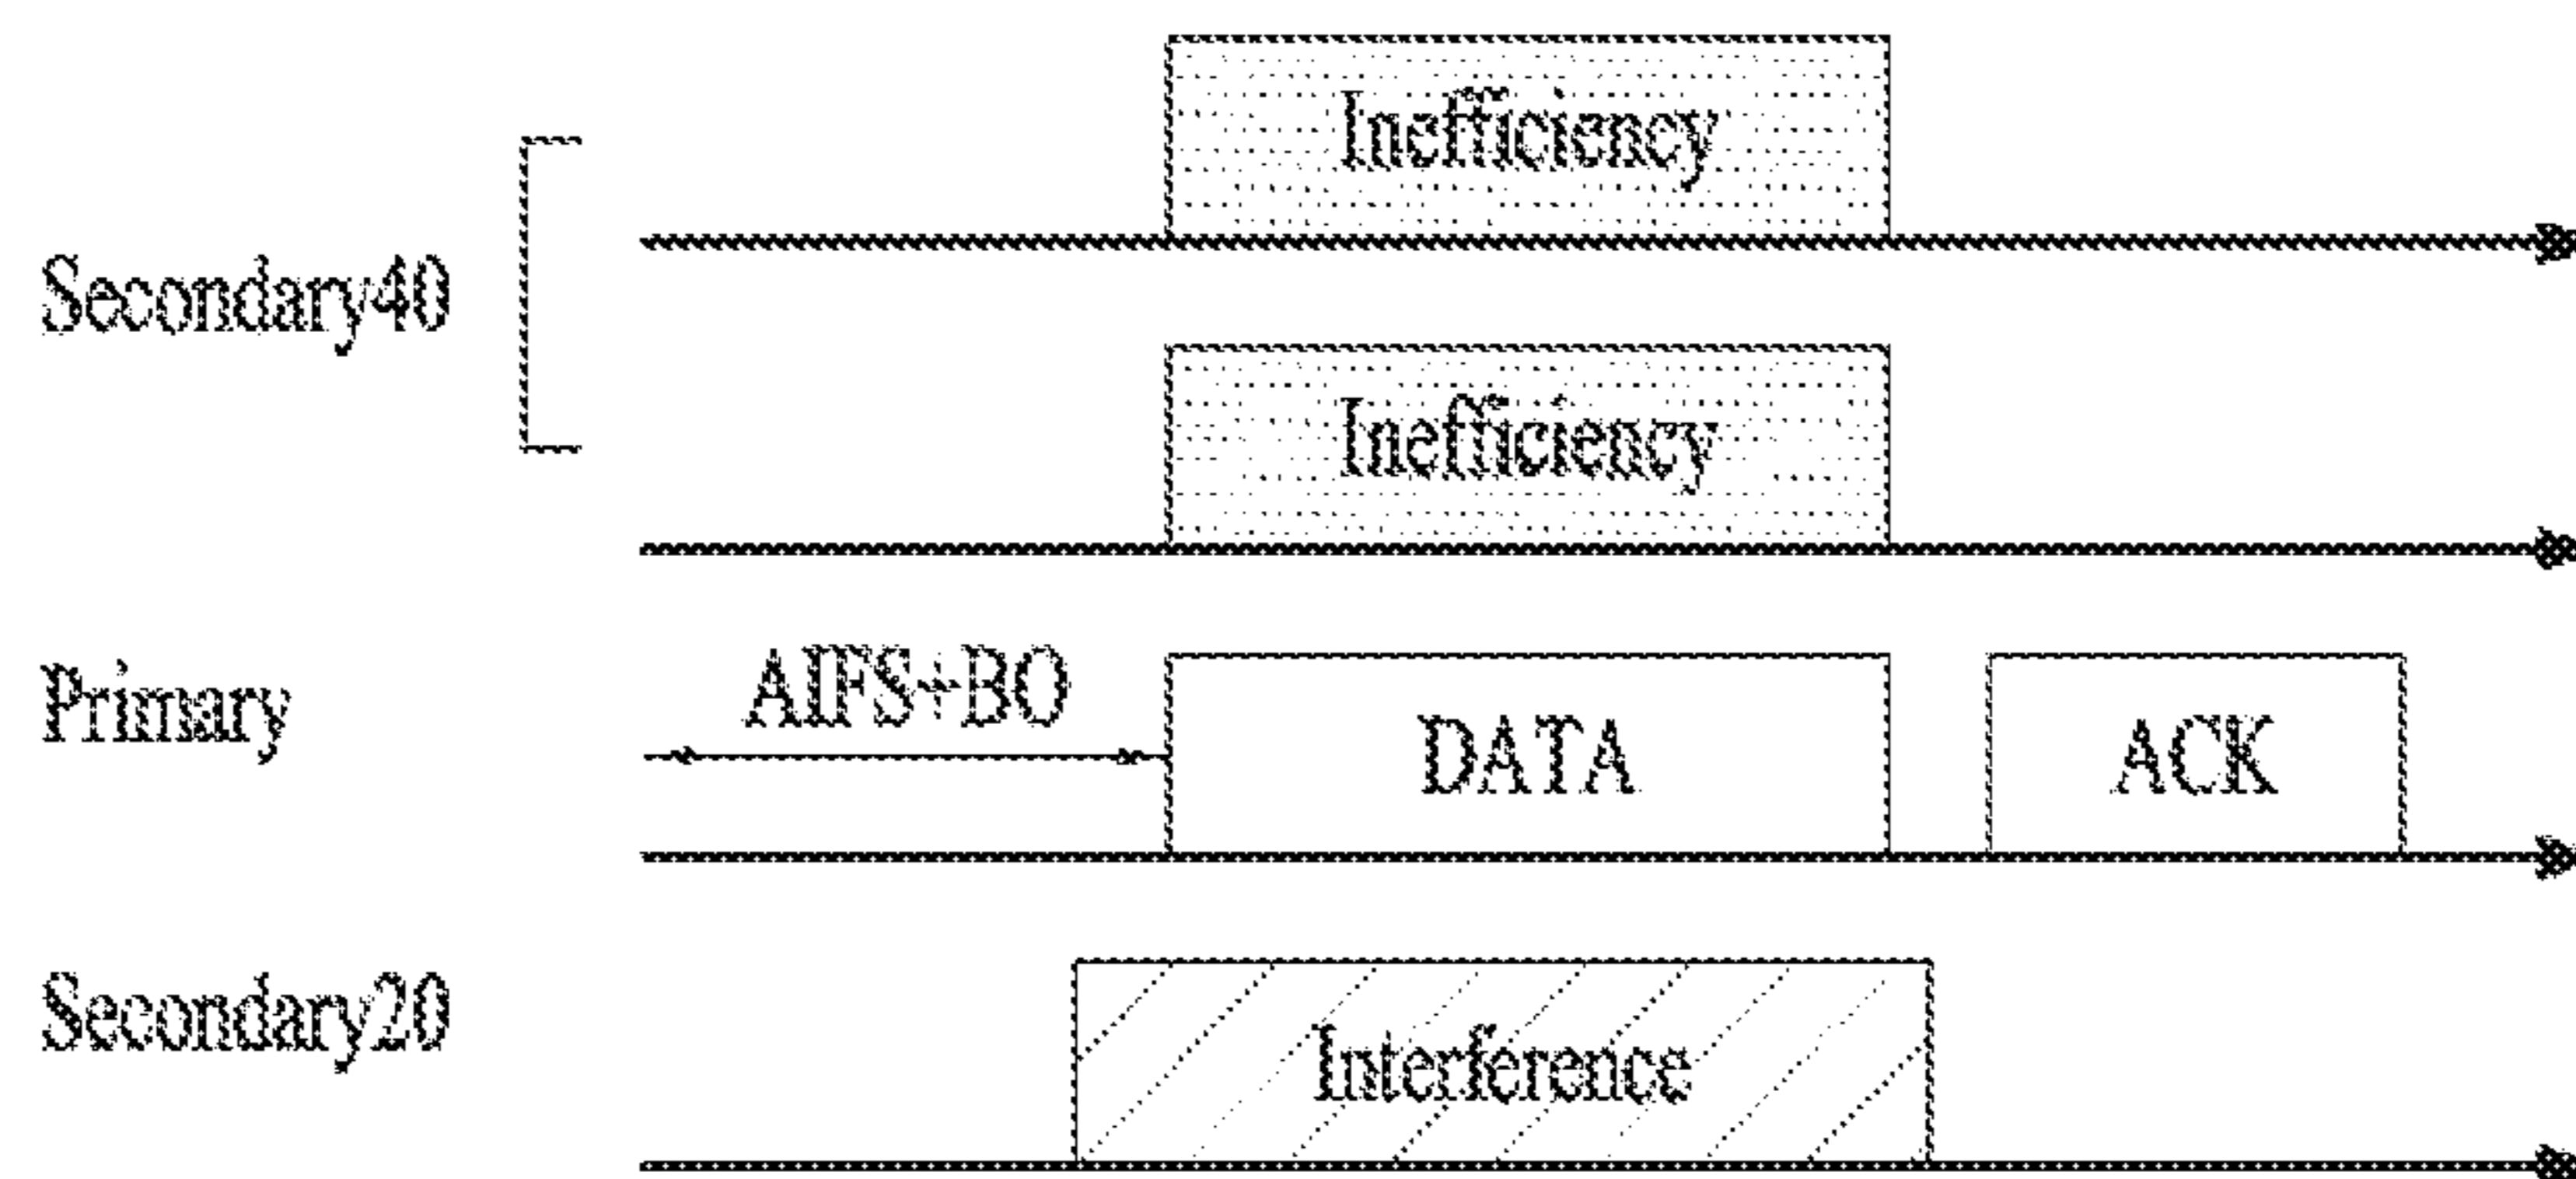 Inefficiency
Secondary40
Inefficiency
Primary
AIFS+BO
DATA
ACK
Secondary20
Interference